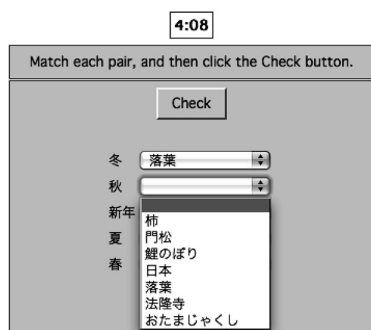 4:08
Match each pair, and then click the Check button.
Check
冬 落葉
秋
新年
夏
春
柿
門松
鯉のぼり
日本
落葉
法隆寺
おたまじゃくし